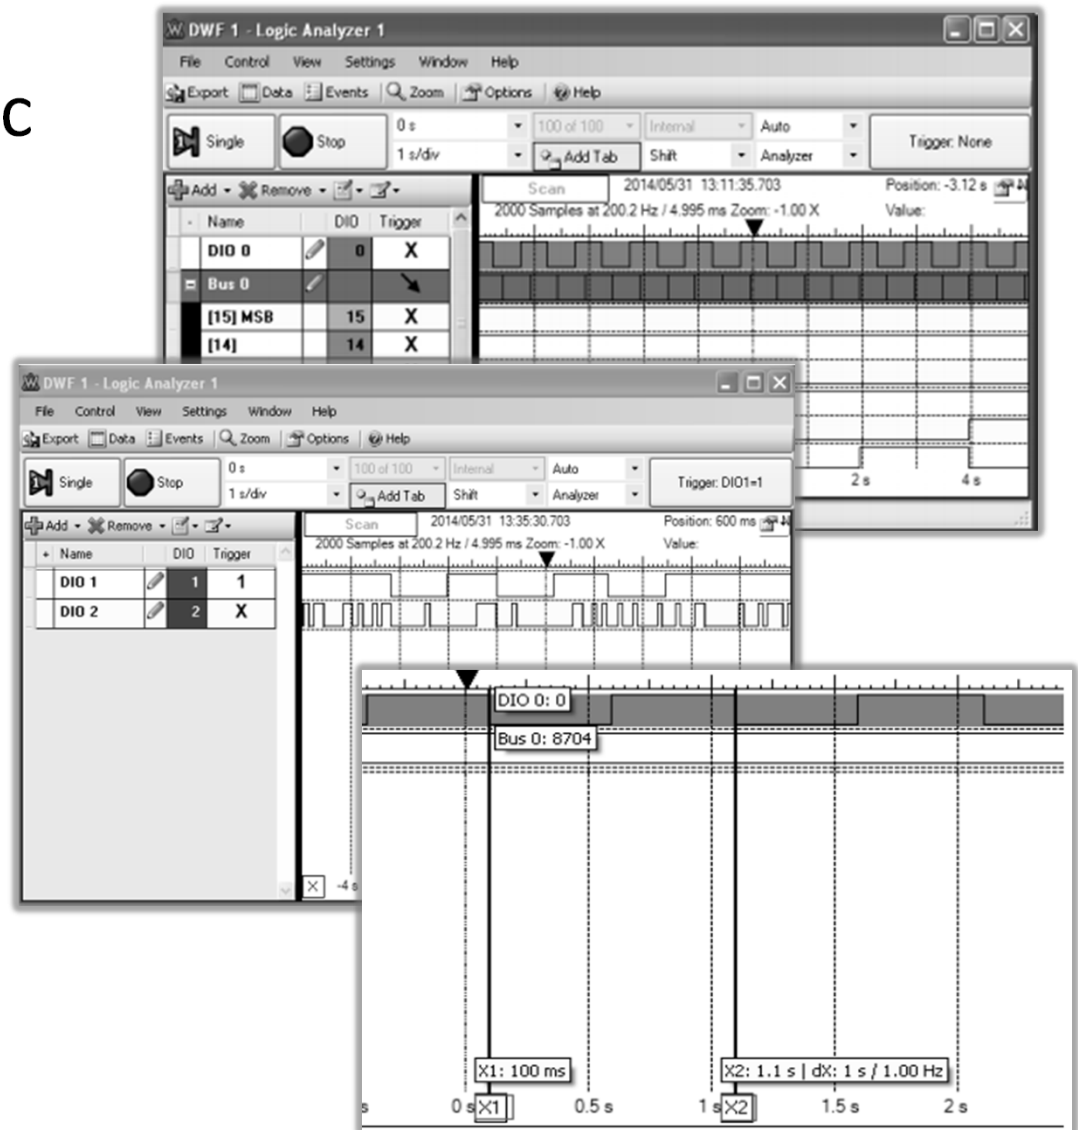 C
DWF 1 - Logic Analyzer 1
File Control View Settings Window Help
Export Data Events Zoom Options Help
Single Stop 0 s 100 of 100 Internal Auto Trigger: None
1 s/div Add Tab Shift Analyzer
Add Remove Scan 2014/05/31 13:11:35.703 Position: -3.12 s
2000 Samples at 200.2 Hz / 4.995 ms Zoom: -1.00 X Value:
- Name DIO Trigger
DIO 0 0 X
Bus 0
[15] MSB 15 X
[14] 14 X
2 s 4 s
DWF 1 - Logic Analyzer 1
File Control View Settings Window Help
Export Data Events Zoom Options Help
Single Stop 0 s 100 of 100 Internal Auto Trigger: DIO1=1
1 s/div Add Tab Shift Analyzer
Add Remove Scan 2014/05/31 13:35:30.703 Position: 600 ms
2000 Samples at 200.2 Hz / 4.995 ms Zoom: -1.00 X Value:
+ Name DIO Trigger
DIO 1 1 1
DIO 2 2 X
X -4 s
DIO 0: 0
Bus 0: 8704
X1: 100 ms X2: 1.1 s | dX: 1 s / 1.00 Hz
s 0 s X1 0.5 s 1 s X2 1.5 s 2 s